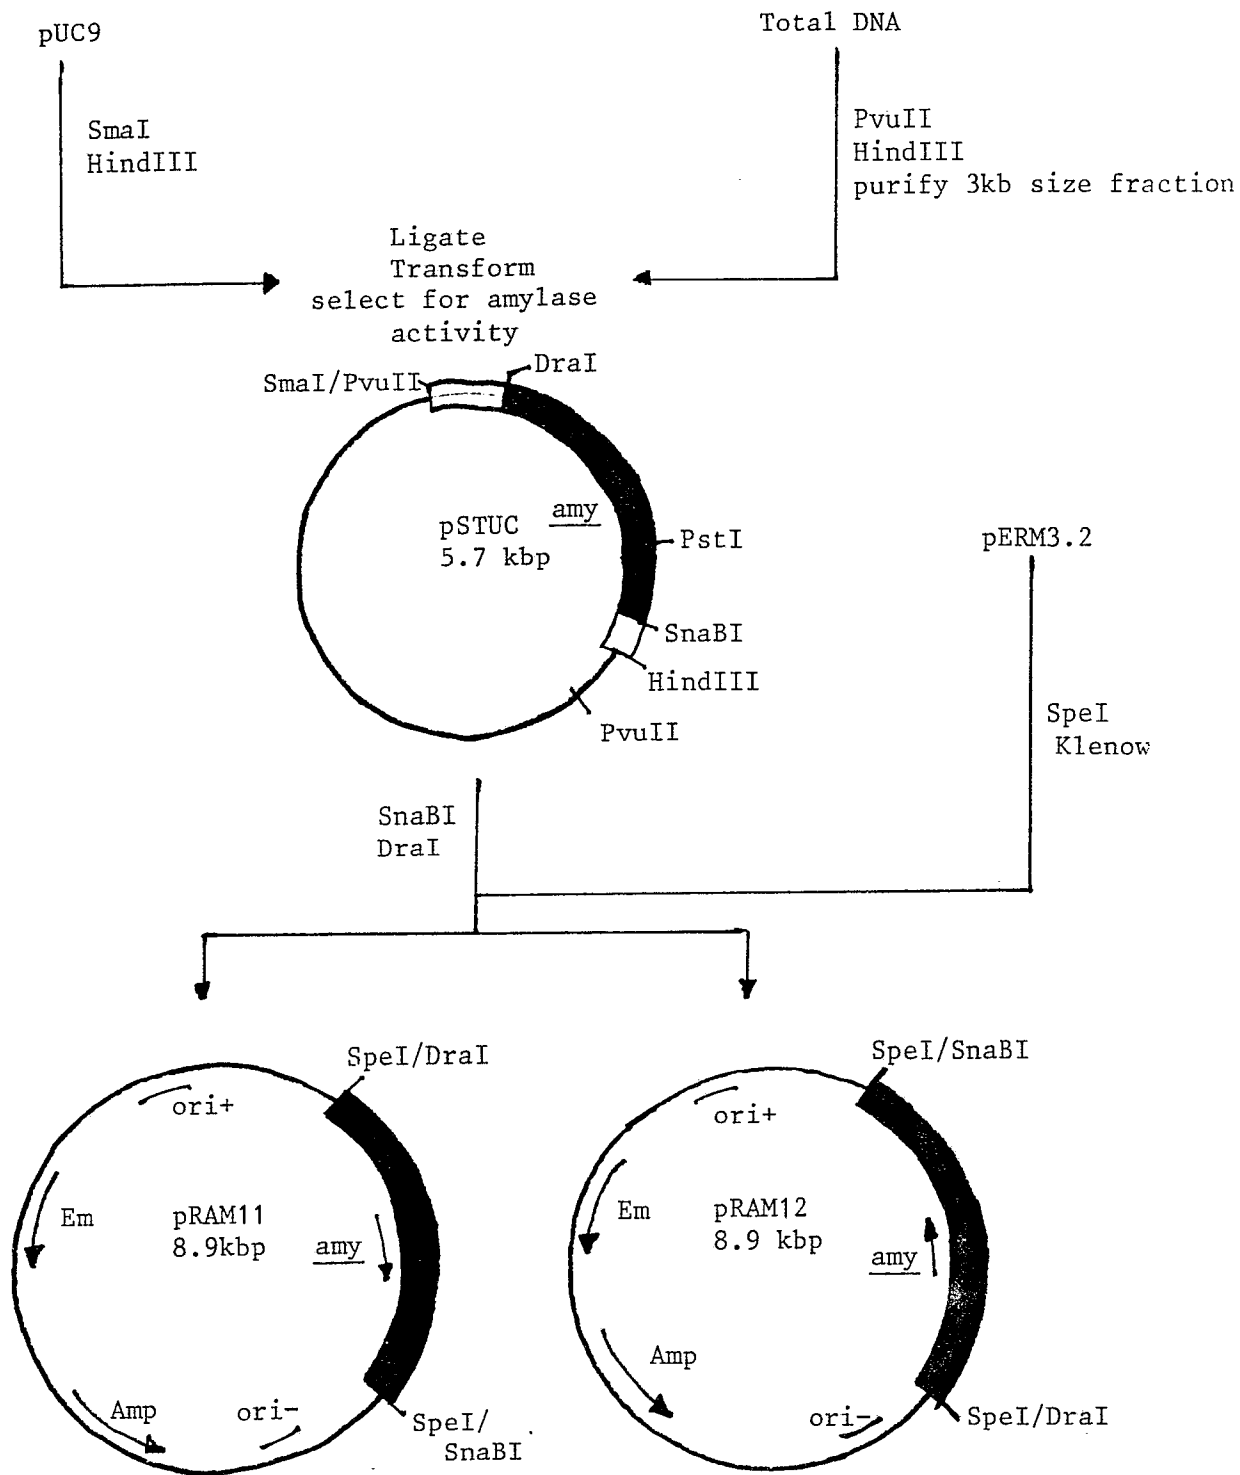 pUC9
Total DNA
SmaI
HindIII
PvuII
HindIII
purify 3kb size fraction
Ligate
Transform
select for amylase
activity
SmaI/PvuII
DraI
pSTUC
5.7 kbp
amy
PstI
SnaBI
HindIII
PvuII
pERM3.2
SpeI
Klenow
SnaBI
DraI
SpeI/DraI
ori+
Em
pRAM11
8.9kbp
amy
Amp
ori-
SpeI/
SnaBI
SpeI/SnaBI
ori+
Em
pRAM12
8.9 kbp
amy
Amp
ori-
SpeI/DraI